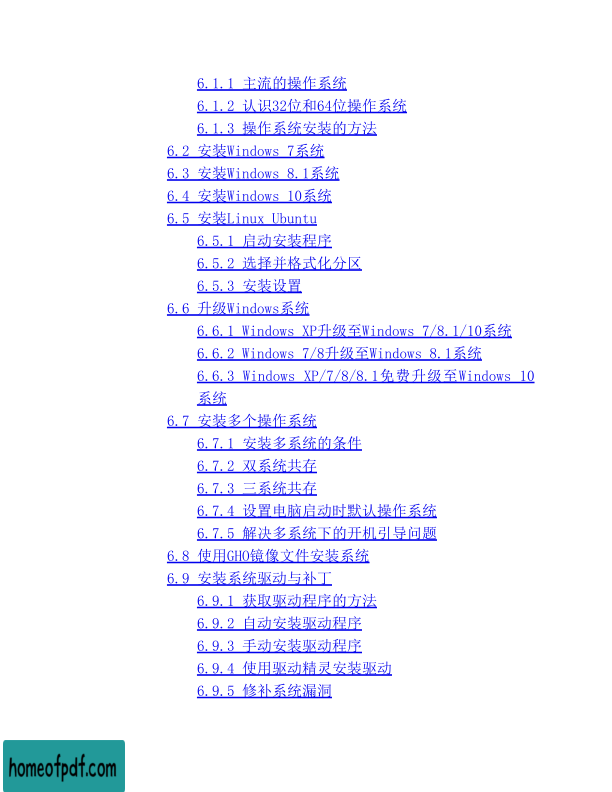 6.1.1 主流的操作系统
6.1.2 认识32位和64位操作系统
6.1.3 操作系统安装的方法
6.2 安装Windows 7系统
6.3 安装Windows 8.1系统
6.4 安装Windows 10系统
6.5 安装Linux Ubuntu
6.5.1 启动安装程序
6.5.2 选择并格式化分区
6.5.3 安装设置
6.6 升级Windows系统
6.6.1 Windows XP升级至Windows 7/8.1/10系统
6.6.2 Windows 7/8升级至Windows 8.1系统
6.6.3 Windows XP/7/8/8.1免费升级至Windows 10
系统
6.7 安装多个操作系统
6.7.1 安装多系统的条件
6.7.2 双系统共存
6.7.3 三系统共存
6.7.4 设置电脑启动时默认操作系统
6.7.5 解决多系统下的开机引导问题
6.8 使用GHO镜像文件安装系统
6.9 安装系统驱动与补丁
6.9.1 获取驱动程序的方法
6.9.2 自动安装驱动程序
6.9.3 手动安装驱动程序
6.9.4 使用驱动精灵安装驱动
6.9.5 修补系统漏洞
homeofpdf.com